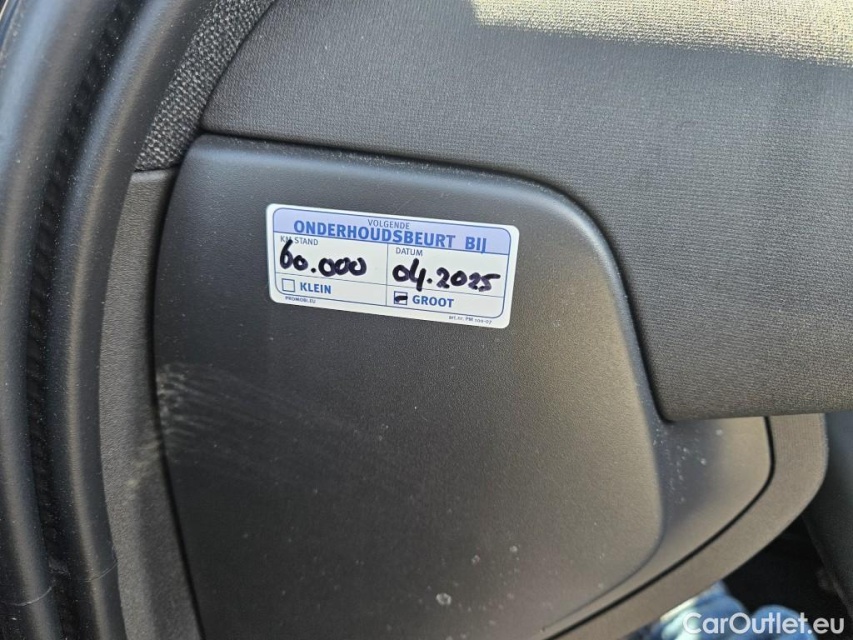 VOLGENDE
ONDERHOUDSBEURT BIJ
KM STAND DATUM
60.000 04.2025
KLEIN GROOT
PROMOBI.EU
CarOutlet.eu